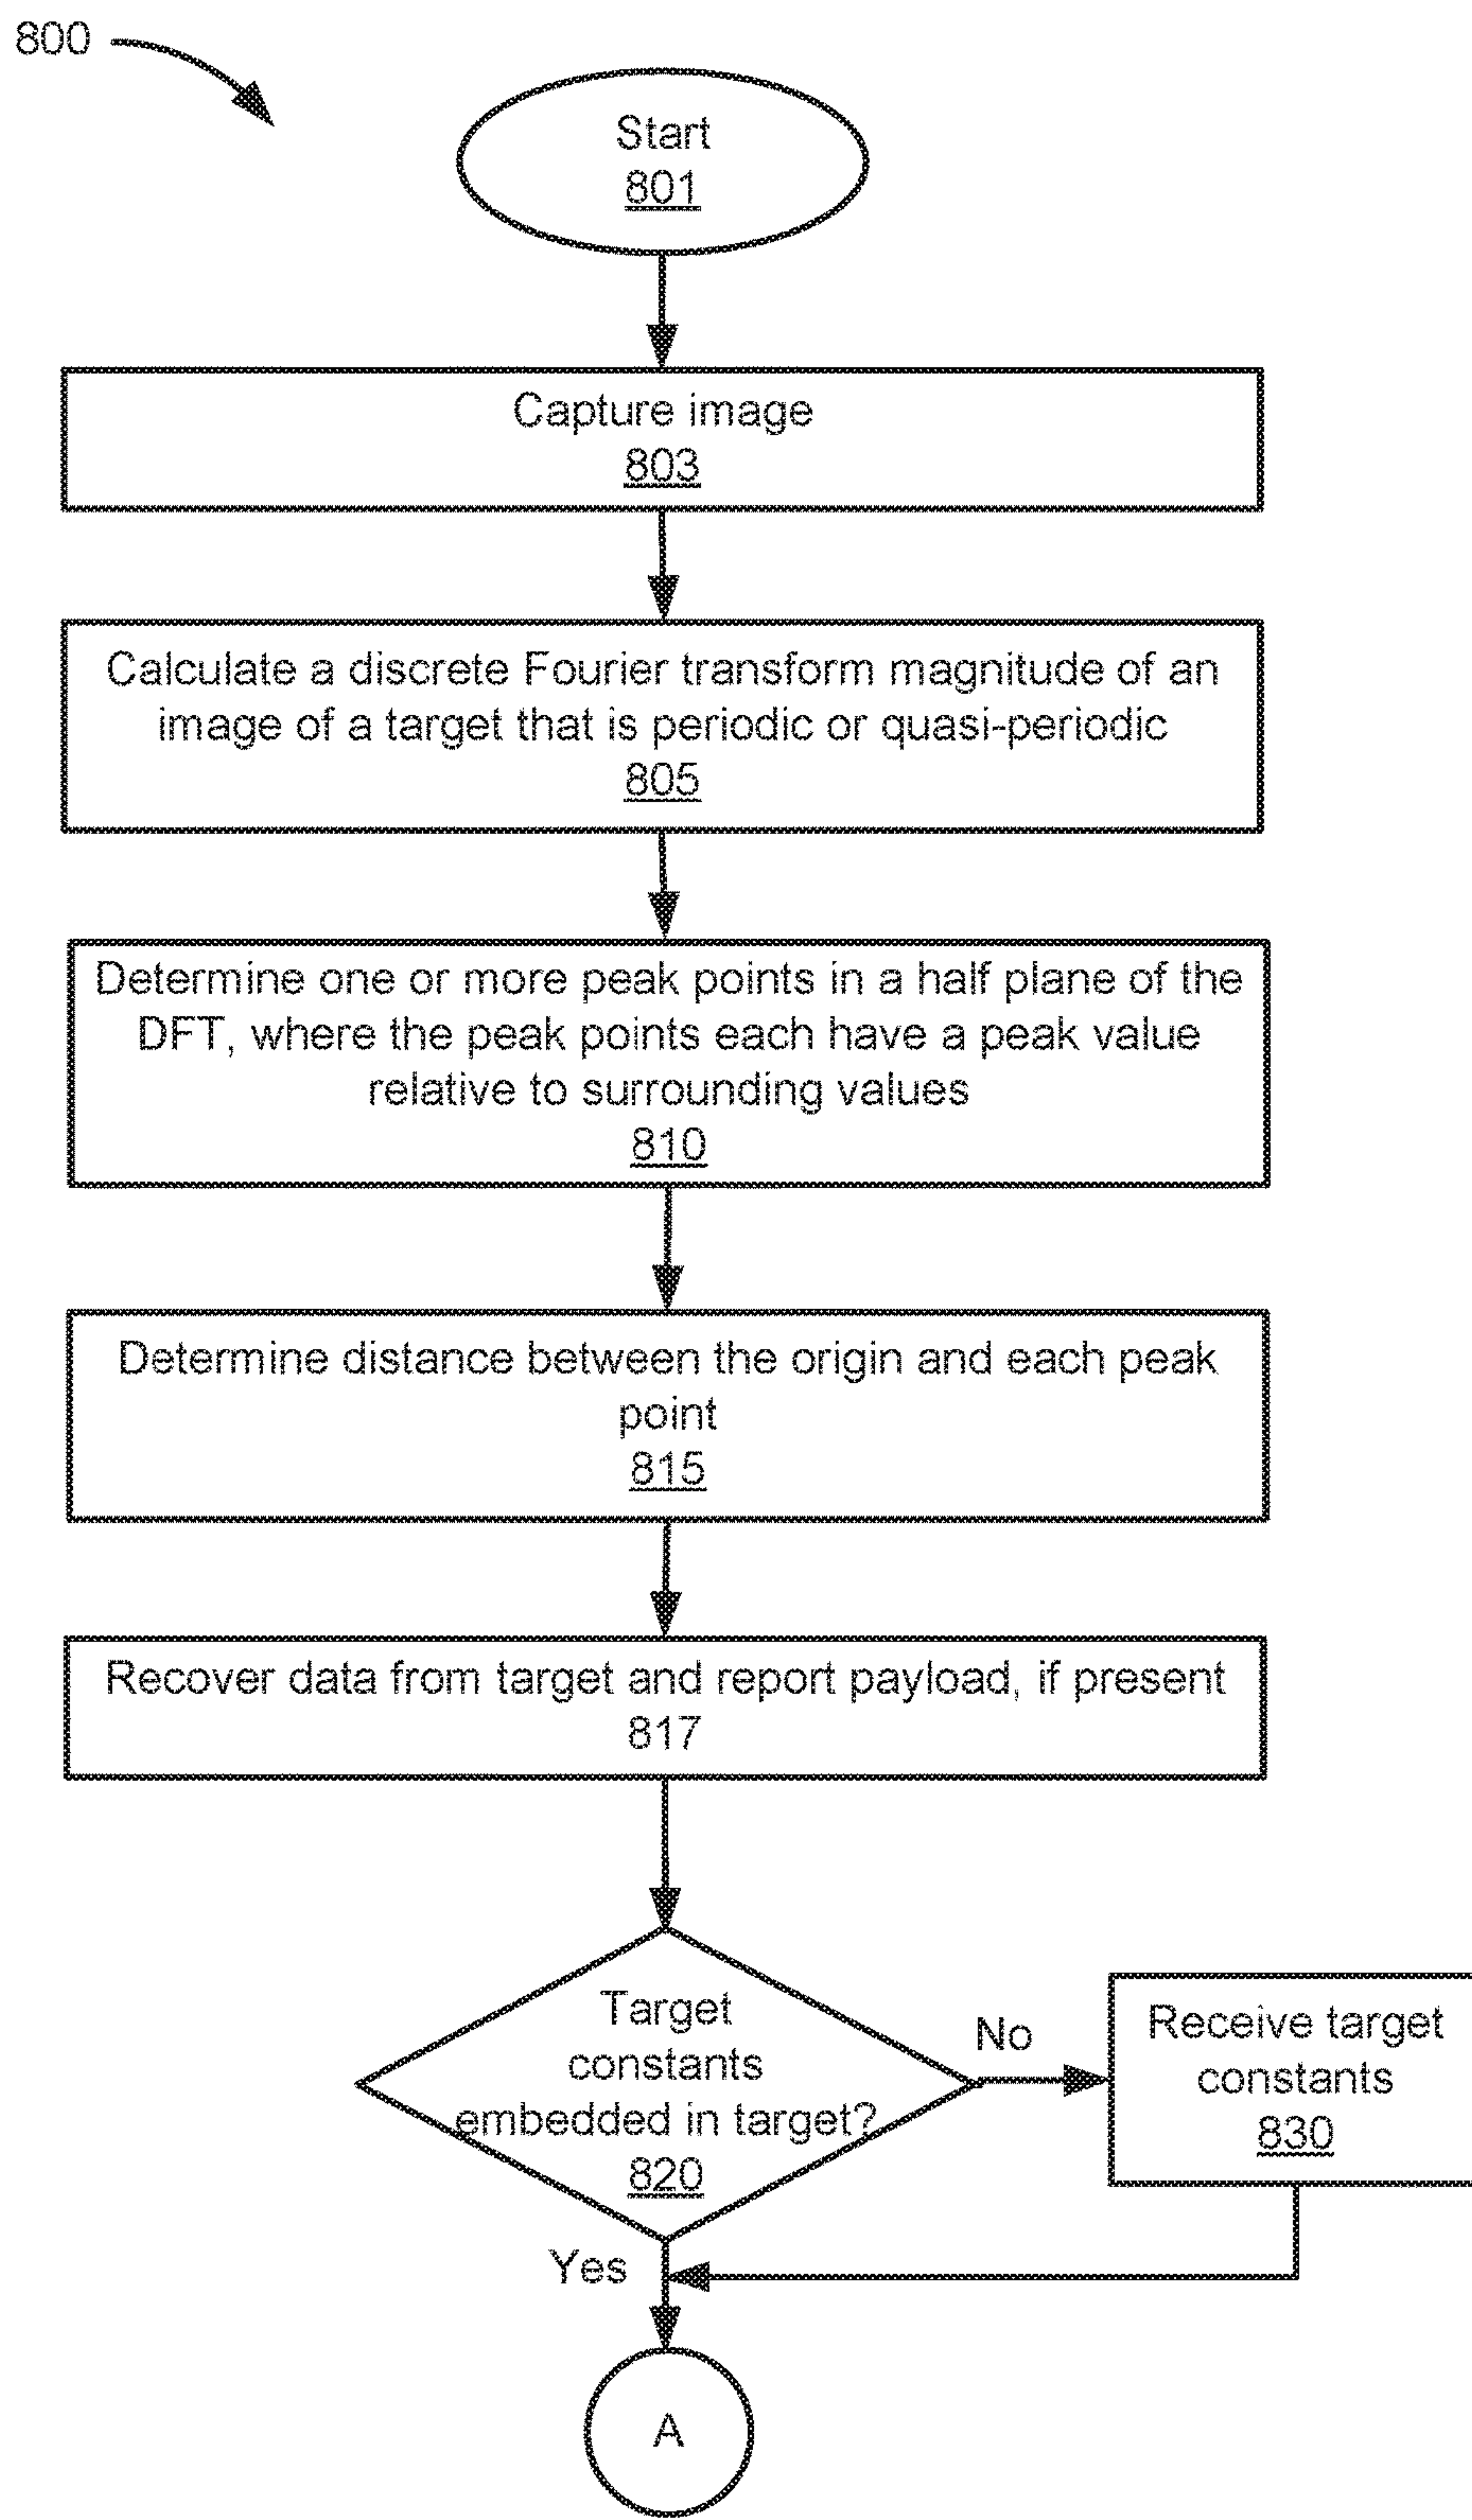 800
Start
801
Capture image
803
Calculate a discrete Fourier transform magnitude of an
image of a target that is periodic or quasi-periodic
805
Determine one or more peak points in a half plane of the
DFT, where the peak points each have a peak value
relative to surrounding values
810
Determine distance between the origin and each peak
point
815
Recover data from target and report payload, if present
817
Target
constants
embedded in target?
820
No
Receive target
constants
830
Yes
A